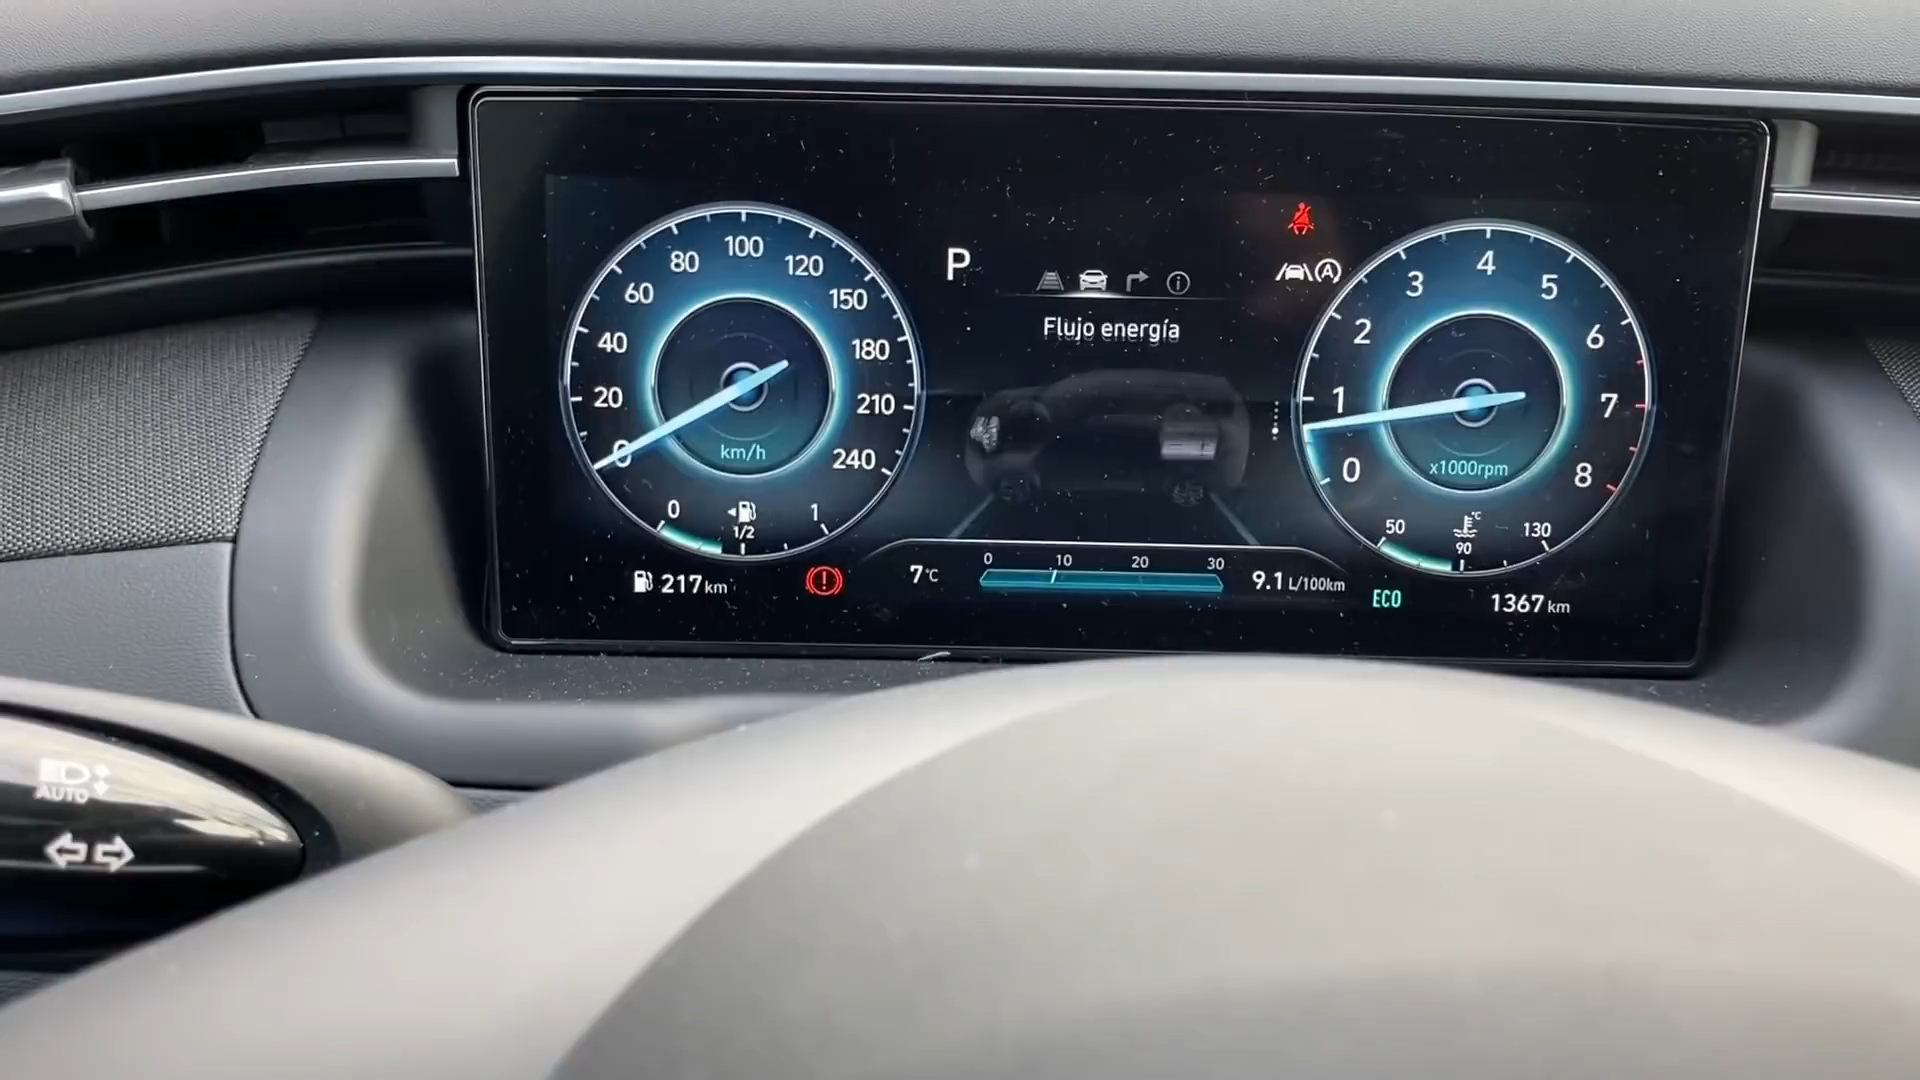 80 100 120
60 150
40 180
20 210
0 240
km/h
0 1/2 1
217 km
P
Flujo energía
7°C
0 10 20 30
9.1 L/100km
A
3 4 5
2 6
1 7
0 8
x1000rpm
50 °C 130
90
ECO
1367 km
AUTO